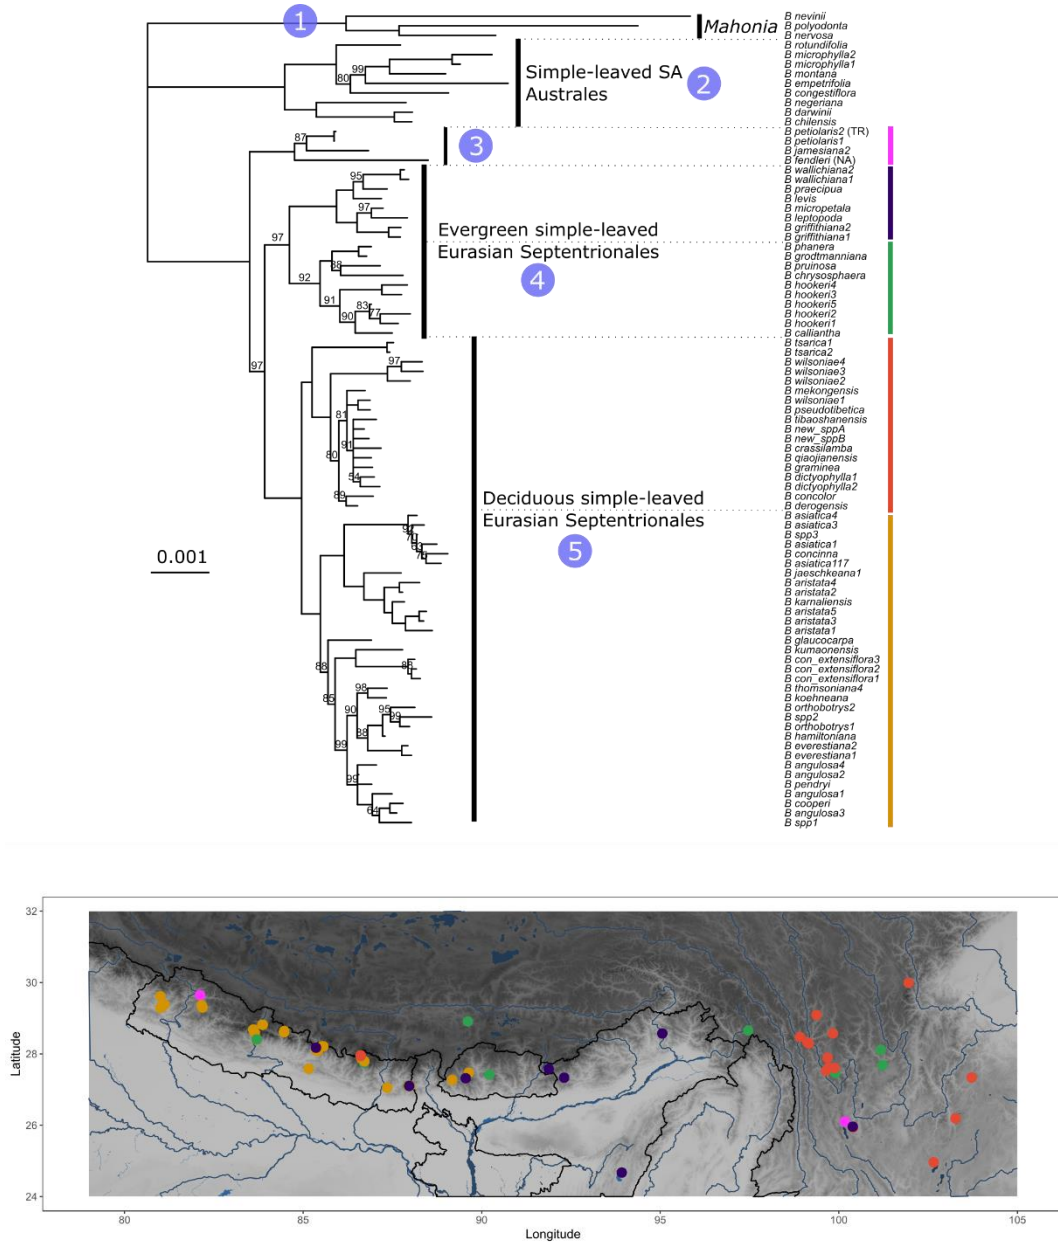 1
B nevinii
B polyodonta
B nervosa
Mahonia
B rotundifolia
B microphylla2
B microphylla1
B montana
B empetrifolia
B congestiflora
B negeriana
B darwinii
B chilensis
99
80
Simple-leaved SA
Australes
2
B petiolaris2 (TR)
B petiolaris1
B jamesiana2
B fendleri (NA)
87
3
B wallichiana2
B wallichiana1
B praecipua
B levis
B micropetala
B leptopoda
B griffithiana2
B griffithiana1
B phanera
B grodtmanniana
B pruinosa
B chrysosphaera
B hookeri4
B hookeri3
B hookeri5
B hookeri2
B hookeri1
B calliantha
95
97
97
88
92
91
83
77
90
97
Evergreen simple-leaved
Eurasian Septentrionales
4
B tsarica1
B tsarica2
B wilsoniae4
B wilsoniae3
B wilsoniae2
B mekongensis
B wilsoniae1
B pseudotibetica
B tibaoshanensis
B new_sppA
B new_sppB
B crassilamba
B qiaojianensis
B graminea
B dictyophylla1
B dictyophylla2
B concolor
B derogensis
97
81
91
80
54
89
Deciduous simple-leaved
Eurasian Septentrionales
5
B asiatica4
B asiatica3
B spp3
B asiatica1
B concinna
B asiatica117
B jaeschkeana1
B aristata4
B aristata2
B karnaliensis
B aristata5
B aristata3
B aristata1
B glaucocarpa
B kumaonensis
B con_extensiflora3
B con_extensiflora2
B con_extensiflora1
B thomsoniana4
B koehneana
B orthobotrys2
B spp2
B orthobotrys1
B hamiltoniana
B everestiana2
B everestiana1
B angulosa4
B angulosa2
B pendryi
B angulosa1
B cooperi
B angulosa3
B spp1
88
85
98
90
95
99
88
99
99
64
0.001
32
30
28
26
24
Latitude
80
85
90
95
100
105
Longitude